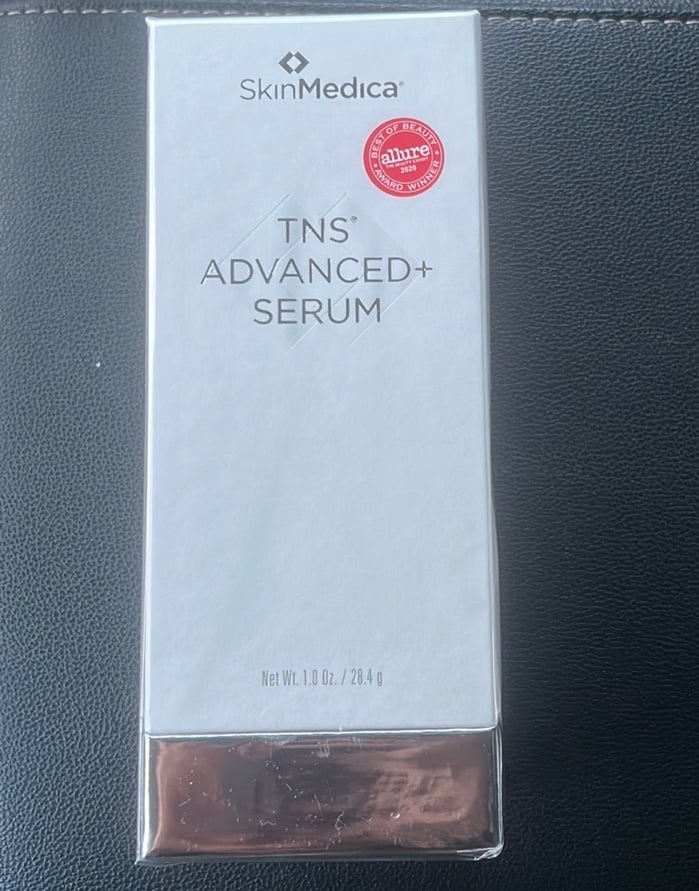 SkinMedica®
BEST OF BEAUTY
allure
THE BEAUTY EXPERT
2020
AWARD WINNER
TNS®
ADVANCED+
SERUM
Net Wt. 1.0 Oz. / 28.4 g